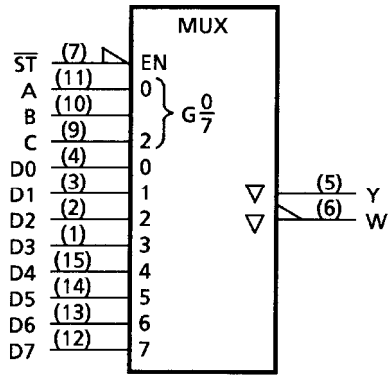 MUX
S̅T̅ (7) EN
A (11) 0
B (10) G 0/7
C (9) 2
D0 (4) 0
D1 (3) 1 ▽ (5) Y
D2 (2) 2 ▽ (6) W
D3 (1) 3
D4 (15) 4
D5 (14) 5
D6 (13) 6
D7 (12) 7